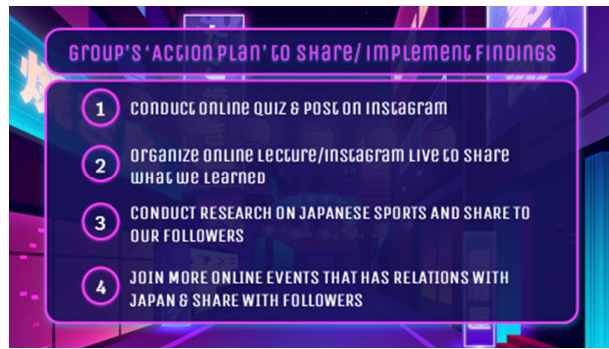 Group's 'Action Plan' to Share/ Implement Findings
1 Conduct online quiz & Post on Instagram
2 Organize online lecture/Instagram live to share
what we learned
3 CONDUCT RESEARCH ON JAPANESE SPORTS AND SHARE TO
OUR FOLLOWERS
4 JOIN MORE ONLINE EVENTS THAT HAS RELATIONS WITH
JAPAN & SHARE WITH FOLLOWERS